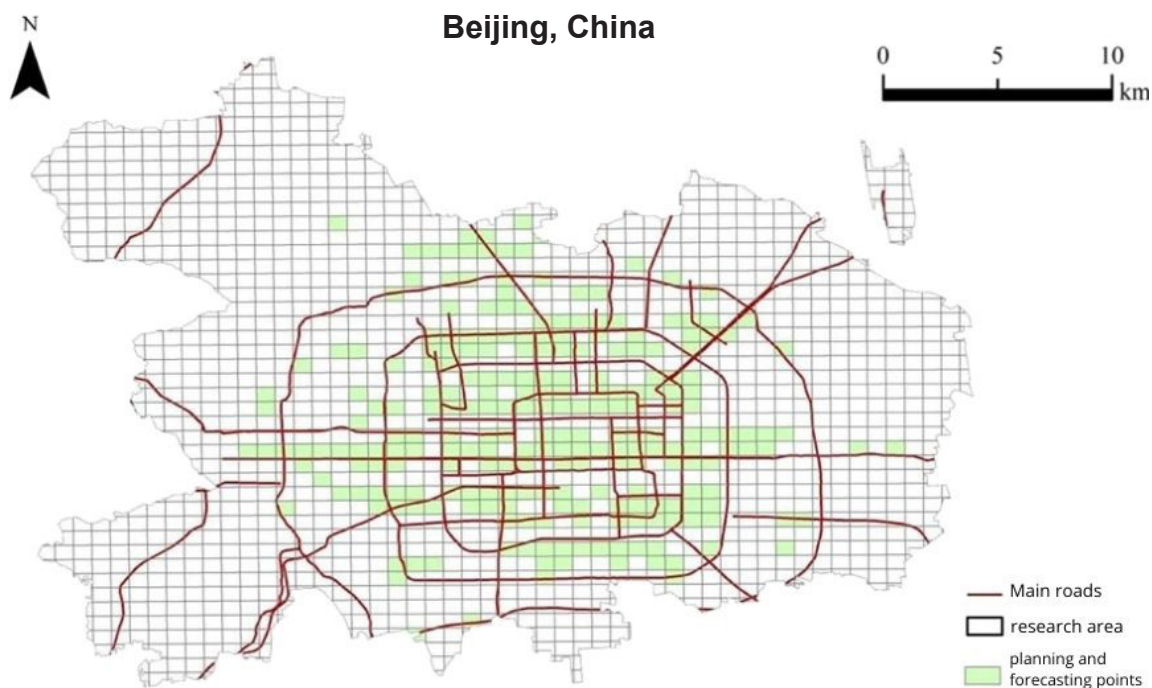 Beijing, China
N
0 5 10
km
Main roads
research area
planning and
forecasting points